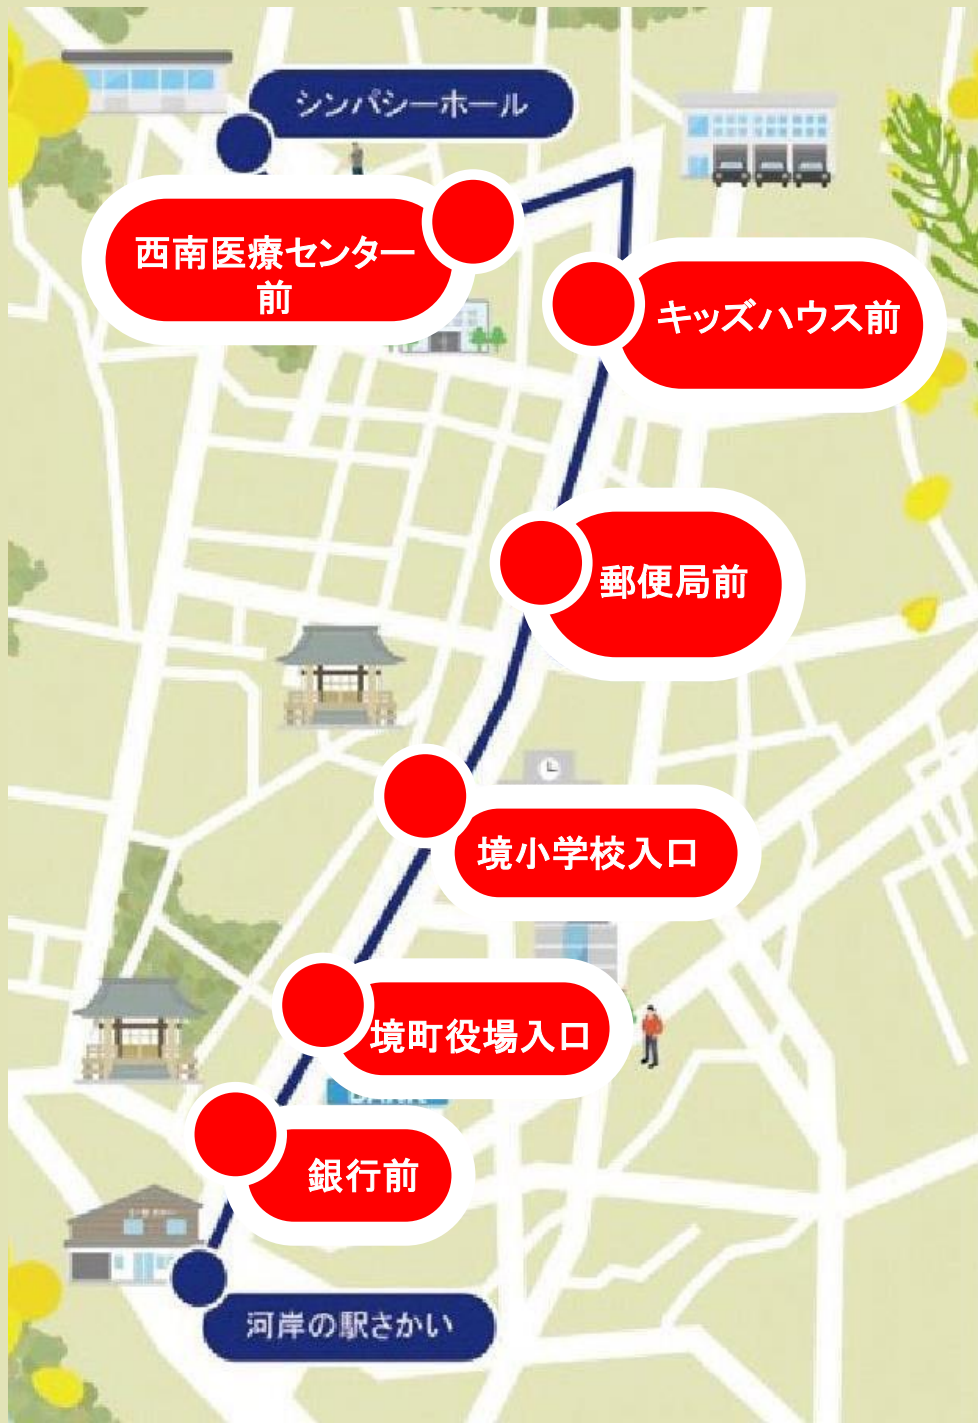 シンパシーホール
西南医療センター
前
キッズハウス前
郵便局前
境小学校入口
境町役場入口
銀行前
河岸の駅さかい